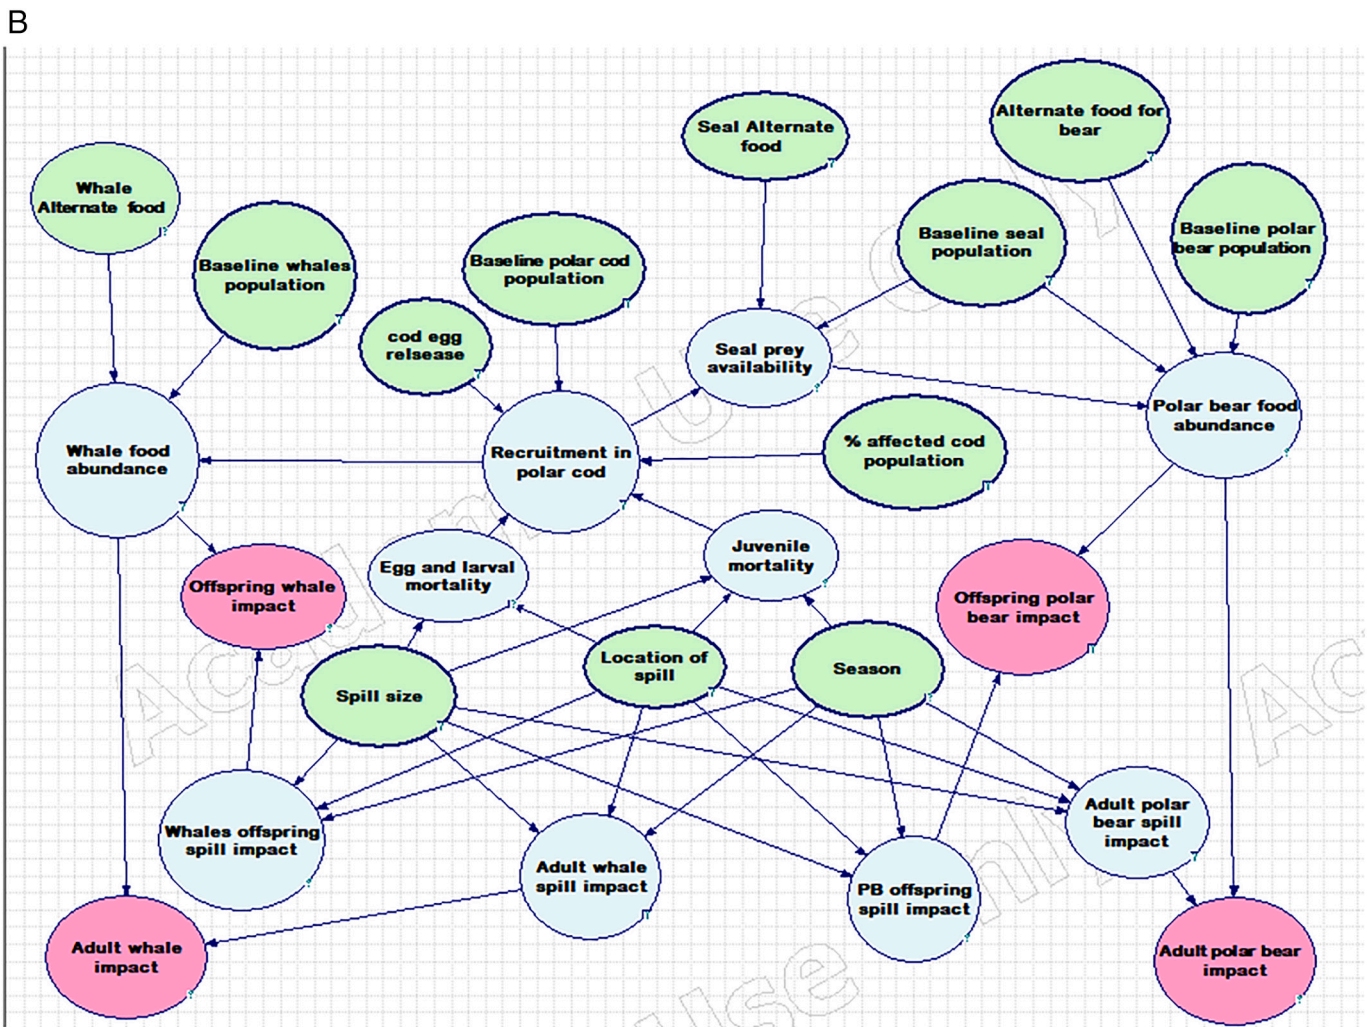 B
Seal Alternate
food
Alternate food for
bear
Whale
Alternate food
Baseline whales
population
Baseline polar cod
population
Baseline seal
population
Baseline polar
bear population
cod egg
relsease
Seal prey
availability
Polar bear food
abundance
Whale food
abundance
Recruitment in
polar cod
% affected cod
population
Offspring whale
impact
Egg and larval
mortality
Juvenile
mortality
Offspring polar
bear impact
Spill size
Location of
spill
Season
Whales offspring
spill impact
Adult whale
spill impact
PB offspring
spill impact
Adult polar
bear spill
impact
Adult whale
impact
Adult polar bear
impact